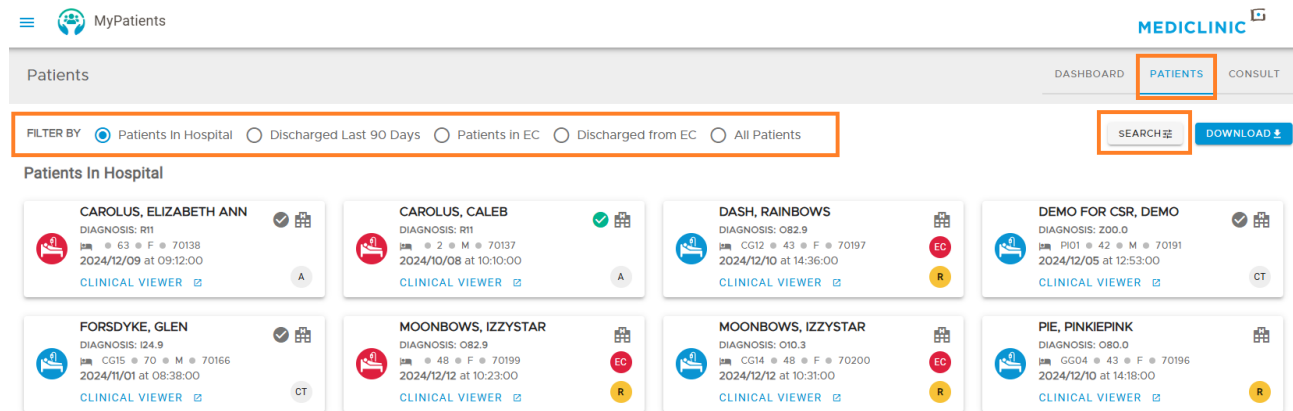 MyPatients
MEDICLINIC
Patients
DASHBOARD PATIENTS CONSULT
FILTER BY Patients In Hospital Discharged Last 90 Days Patients in EC Discharged from EC All Patients
SEARCH DOWNLOAD
Patients In Hospital
CAROLUS, ELIZABETH ANN
DIAGNOSIS: R11
63 F 70138
2024/12/09 at 09:12:00
A
CLINICAL VIEWER
CAROLUS, CALEB
DIAGNOSIS: R11
2 M 70137
2024/10/08 at 10:10:00
A
CLINICAL VIEWER
DASH, RAINBOWS
DIAGNOSIS: O82.9
CG12 43 F 70197
EC
2024/12/10 at 14:36:00
R
CLINICAL VIEWER
DEMO FOR CSR, DEMO
DIAGNOSIS: Z00.0
PI01 42 M 70191
2024/12/05 at 12:53:00
CT
CLINICAL VIEWER
FORSDYKE, GLEN
DIAGNOSIS: I24.9
CG15 70 M 70166
2024/11/01 at 08:38:00
CT
CLINICAL VIEWER
MOONBOWS, IZZYSTAR
DIAGNOSIS: O82.9
48 F 70199
EC
2024/12/12 at 10:23:00
R
CLINICAL VIEWER
MOONBOWS, IZZYSTAR
DIAGNOSIS: O10.3
CG14 48 F 70200
EC
2024/12/12 at 10:31:00
R
CLINICAL VIEWER
PIE, PINKIEPINK
DIAGNOSIS: O80.0
GG04 43 F 70196
2024/12/10 at 14:18:00
R
CLINICAL VIEWER